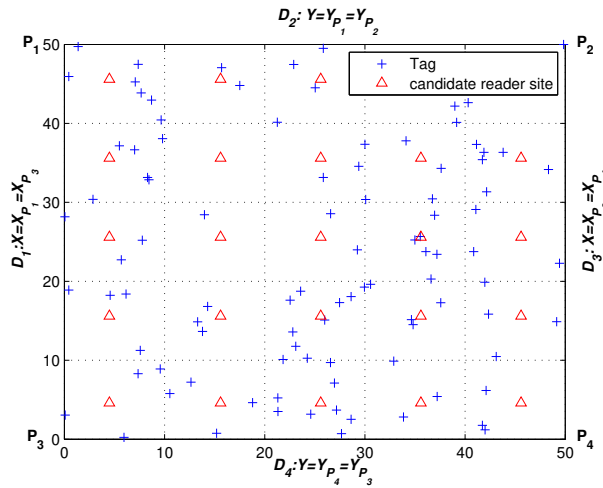 D2: Y=YP1=YP2
P1
P2
50
40
30
20
10
0
Tag
candidate reader site
D1:X=XP1=XP3
D3: X=XP2=XP4
P3
P4
0
10
20
30
40
50
D4:Y=YP4=YP3